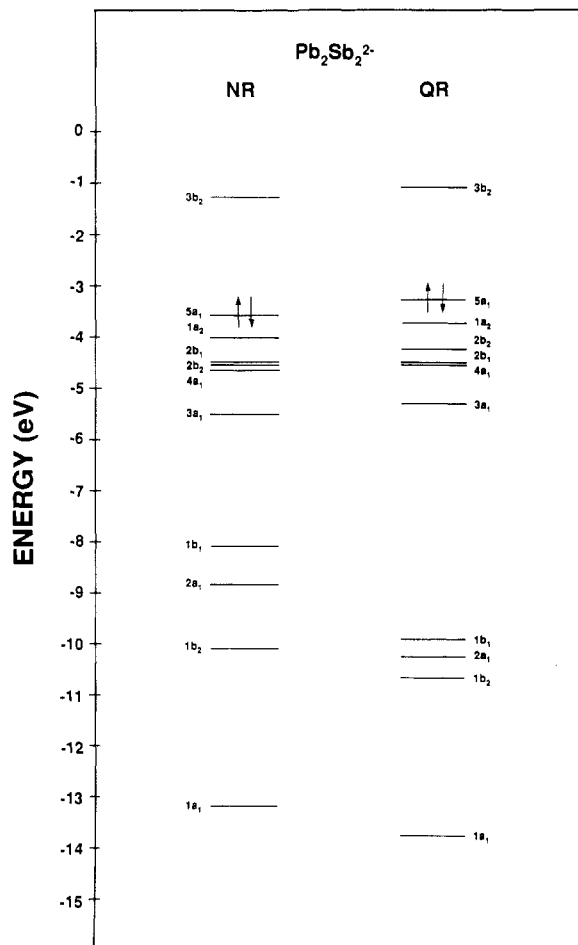 Pb₂Sb₂²⁻
NR QR
ENERGY (eV)
0
-1
-2
-3
-4
-5
-6
-7
-8
-9
-10
-11
-12
-13
-14
-15
3b₂
5a₁
1a₂
2b₁
2b₂
4a₁
3a₁
1b₁
2a₁
1b₂
1a₁
3b₂
5a₁
1a₂
2b₂
2b₁
4a₁
3a₁
1b₁
2a₁
1b₂
1a₁